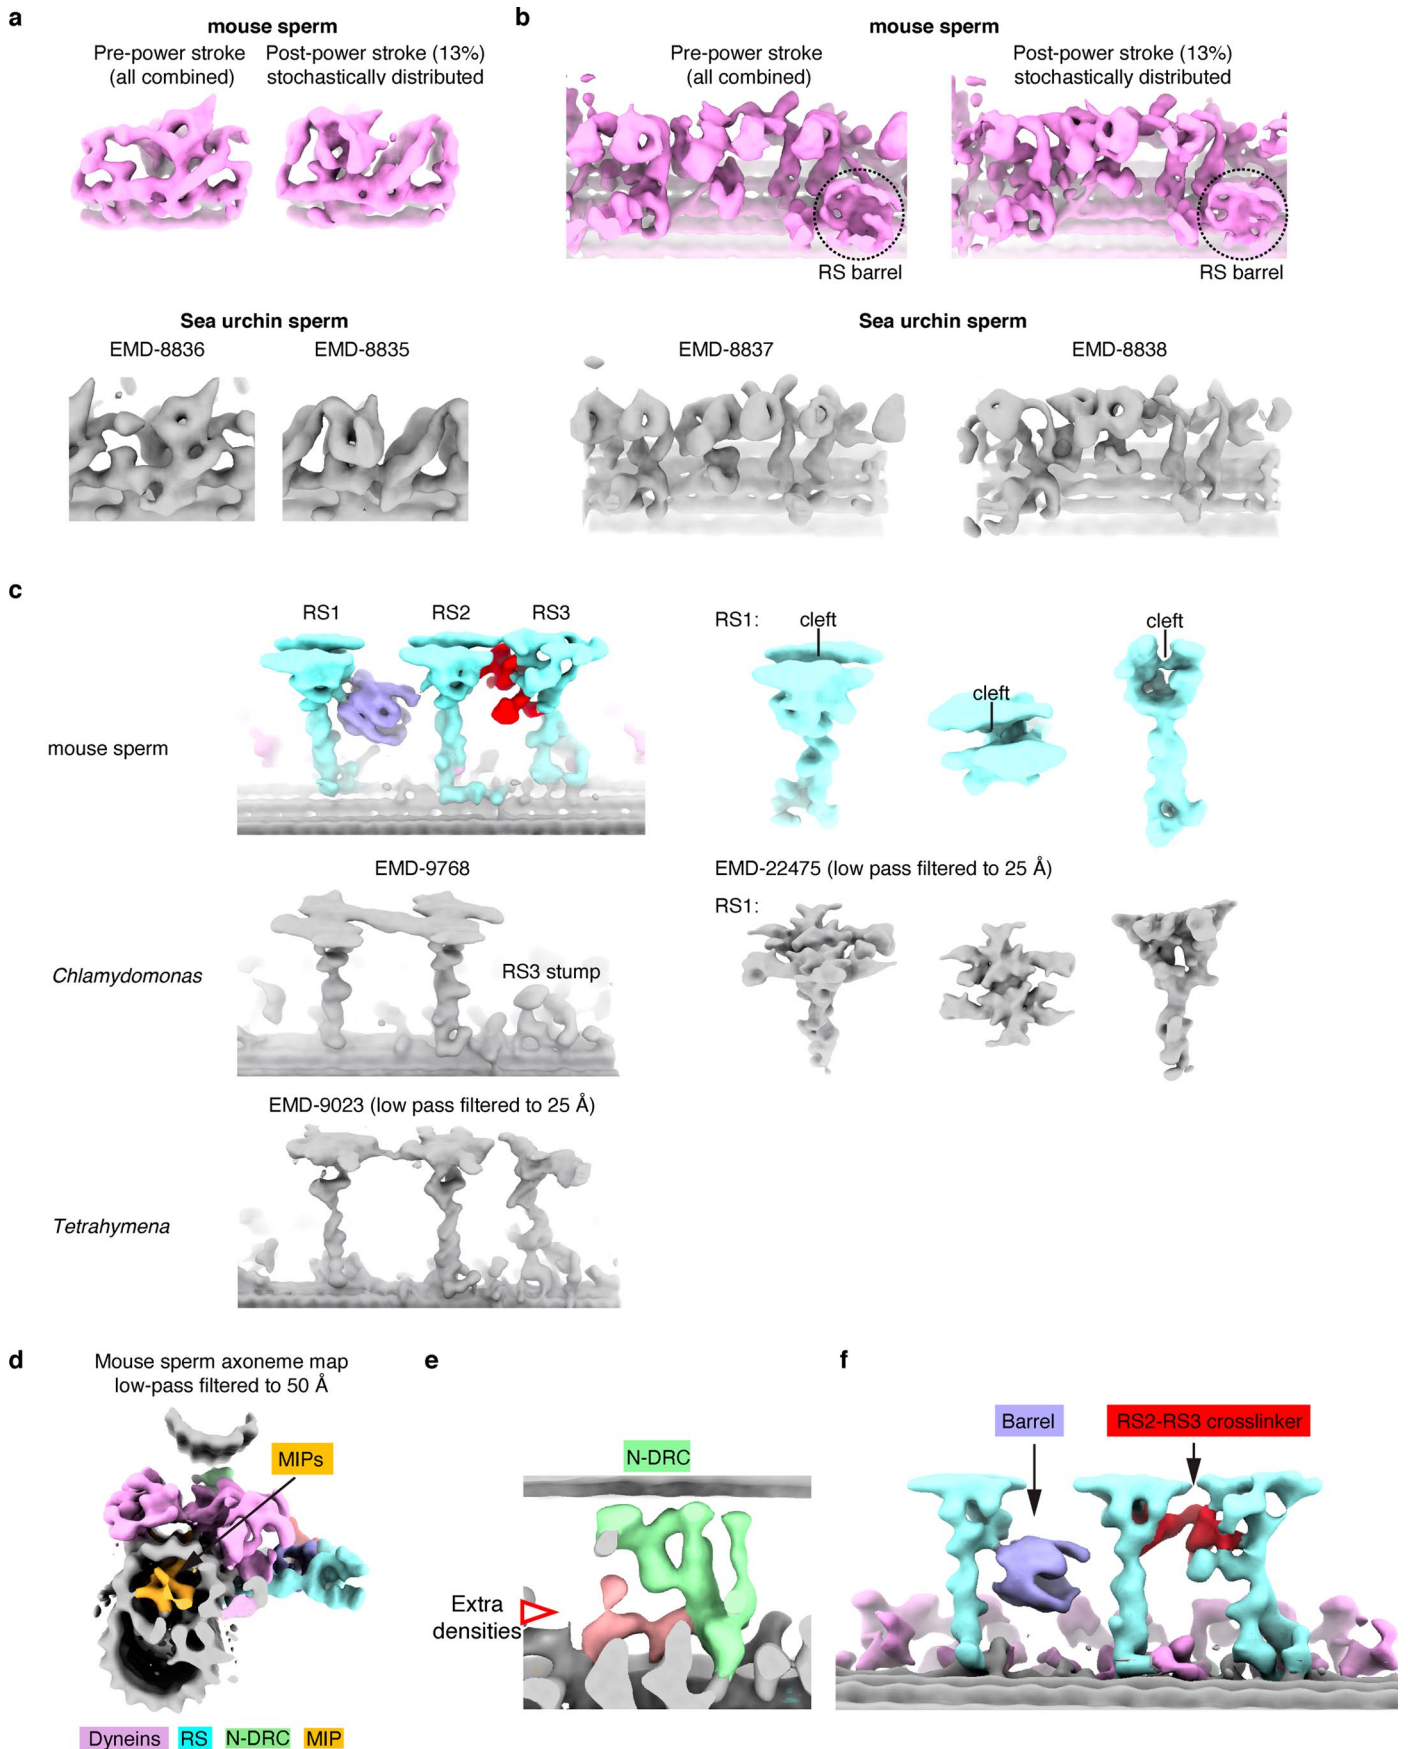 a
mouse sperm
Pre-power stroke
(all combined)
Post-power stroke (13%)
stochastically distributed
b
mouse sperm
Pre-power stroke
(all combined)
Post-power stroke (13%)
stochastically distributed
RS barrel
RS barrel
Sea urchin sperm
EMD-8836
EMD-8835
Sea urchin sperm
EMD-8837
EMD-8838
c
RS1
RS2
RS3
RS1:
cleft
cleft
cleft
mouse sperm
EMD-9768
EMD-22475 (low pass filtered to 25 Å)
RS1:
Chlamydomonas
RS3 stump
EMD-9023 (low pass filtered to 25 Å)
Tetrahymena
d
Mouse sperm axoneme map
low-pass filtered to 50 Å
MIPs
Dyneins
RS
N-DRC
MIP
e
N-DRC
Extra
densities
f
Barrel
RS2-RS3 crosslinker